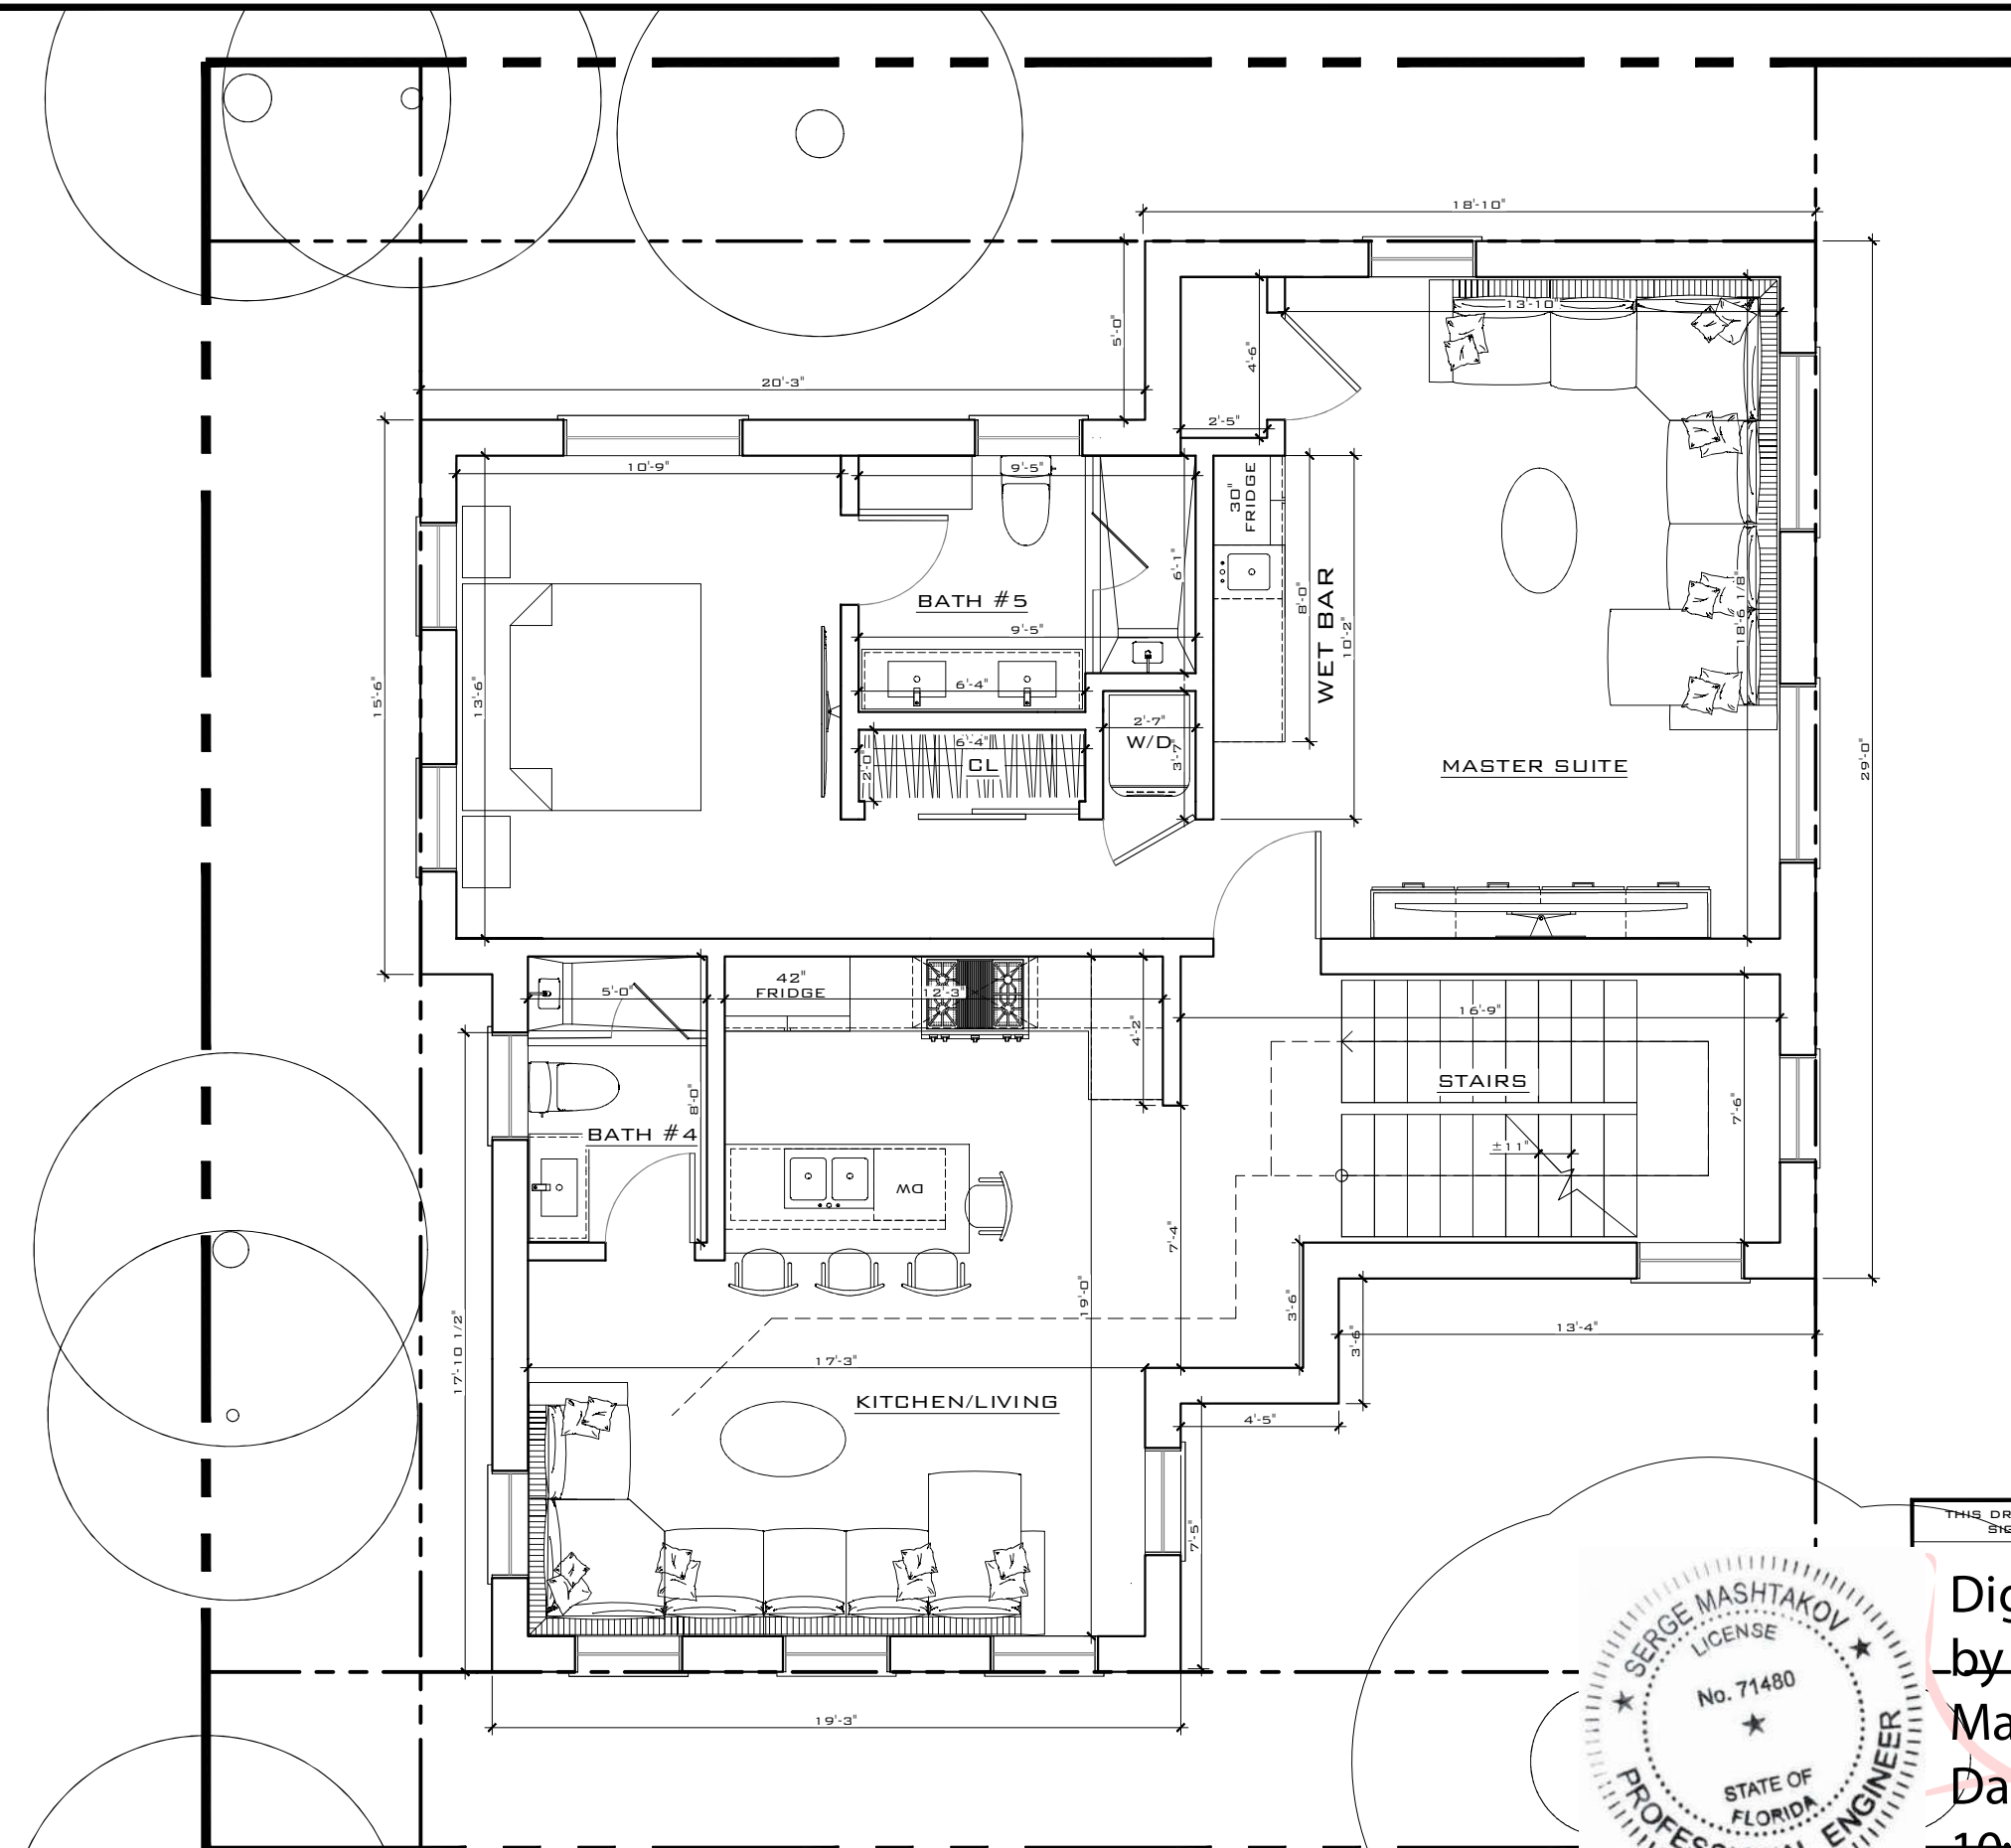 18'-10"
5'-0"
13'-10"
4'-6"
20'-3"
2'-5"
10'-9"
9'-5"
30"
FRIDGE
6'-1"
BATH #5
8'-0"
WET BAR
10'-2"
18'-6 1/8"
9'-5"
15'-6"
13'-6"
6'-4"
2'-7"
W/D
3'-7"
6'-4"
2'-0"
CL
MASTER SUITE
29'-0"
42"
FRIDGE
5'-0"
12'-3"
16'-9"
4'-2"
STAIRS
8'-0"
7'-6"
BATH #4
±11"
DW
7'-4"
19'-0"
3'-6"
3'-6"
13'-4"
17'-10 1/2"
17'-3"
KITCHEN/LIVING
4'-5"
7'-5"
19'-3"
THIS DR
SIG
SERGE MASHTAKOV
LICENSE
No. 71480
STATE OF
FLORIDA
PROFESSIONAL ENGINEER
Dig
by
Ma
Da